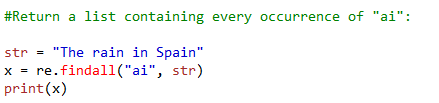 #Return a list containing every occurrence of "ai":
str = "The rain in Spain"
x = re.findall("ai", str)
print(x)